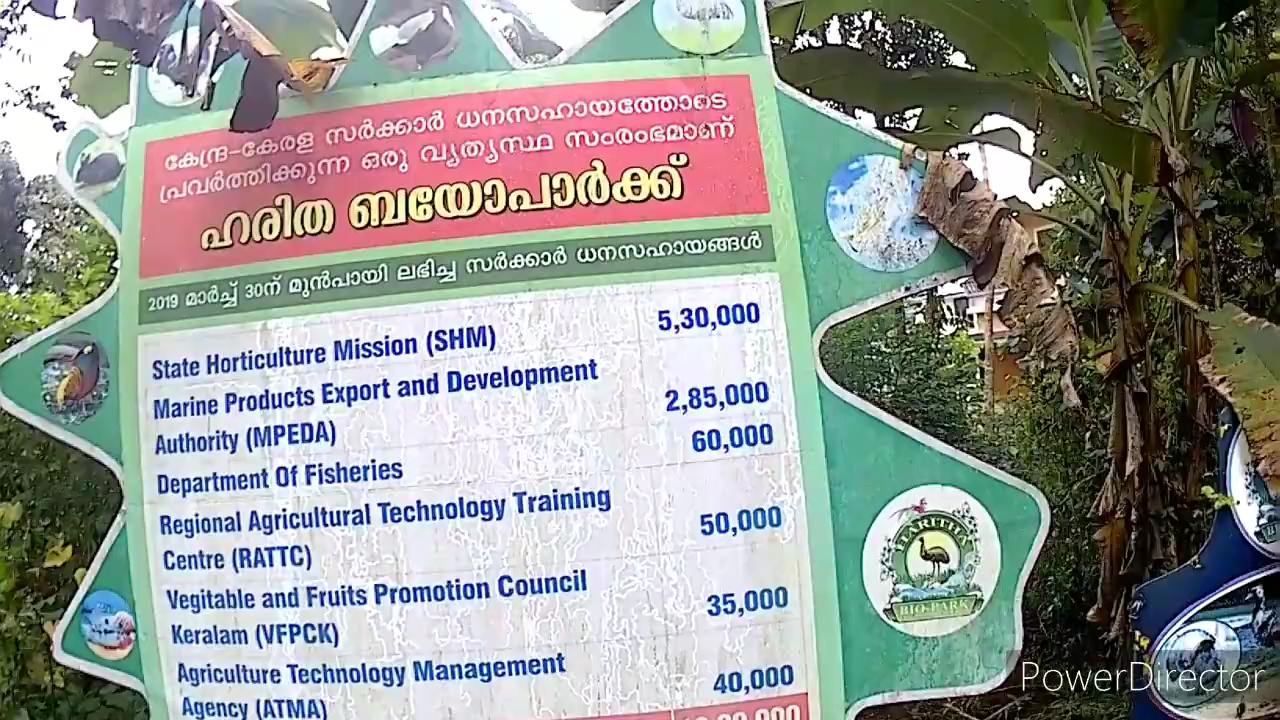 കേന്ദ്ര-കേരള സർക്കാർ ധനസഹായത്തോടെ
പ്രവർത്തിക്കുന്ന ഒരു വ്യത്യസ്ഥ സംരംഭമാണ്
ഹരിത ബയോപാർക്ക്
2019 മാർച്ച് 30ന് മുൻപായി ലഭിച്ച സർക്കാർ ധനസഹായങ്ങൾ
State Horticulture Mission (SHM) 5,30,000
Marine Products Export and Development
Authority (MPEDA) 2,85,000
Department Of Fisheries 60,000
Regional Agricultural Technology Training
Centre (RATTC) 50,000
Vegitable and Fruits Promotion Council
Keralam (VFPCK) 35,000
Agriculture Technology Management
Agency (ATMA) 40,000
HARITHA
BIO-PARK
PowerDirector